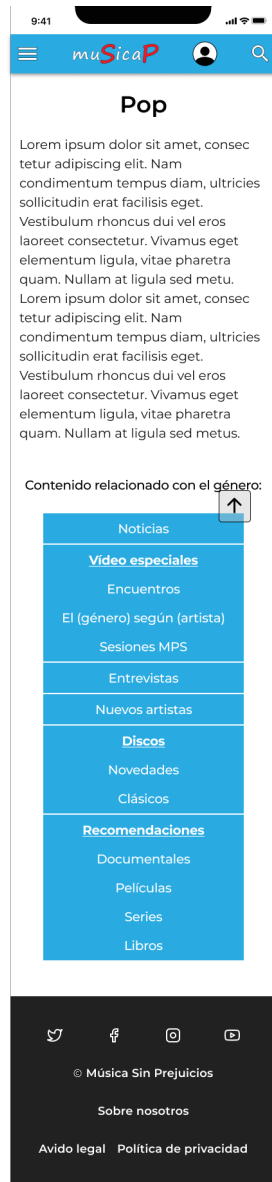 9:41
muSicaP
Pop
Lorem ipsum dolor sit amet, consec
tetur adipiscing elit. Nam
condimentum tempus diam, ultricies
sollicitudin erat facilisis eget.
Vestibulum rhoncus dui vel eros
laoreet consectetur. Vivamus eget
elementum ligula, vitae pharetra
quam. Nullam at ligula sed metu.
Lorem ipsum dolor sit amet, consec
tetur adipiscing elit. Nam
condimentum tempus diam, ultricies
sollicitudin erat facilisis eget.
Vestibulum rhoncus dui vel eros
laoreet consectetur. Vivamus eget
elementum ligula, vitae pharetra
quam. Nullam at ligula sed metus.
Contenido relacionado con el género:
Noticias
Vídeo especiales
Encuentros
El (género) según (artista)
Sesiones MPS
Entrevistas
Nuevos artistas
Discos
Novedades
Clásicos
Recomendaciones
Documentales
Películas
Series
Libros
© Música Sin Prejuicios
Sobre nosotros
Avido legal Política de privacidad